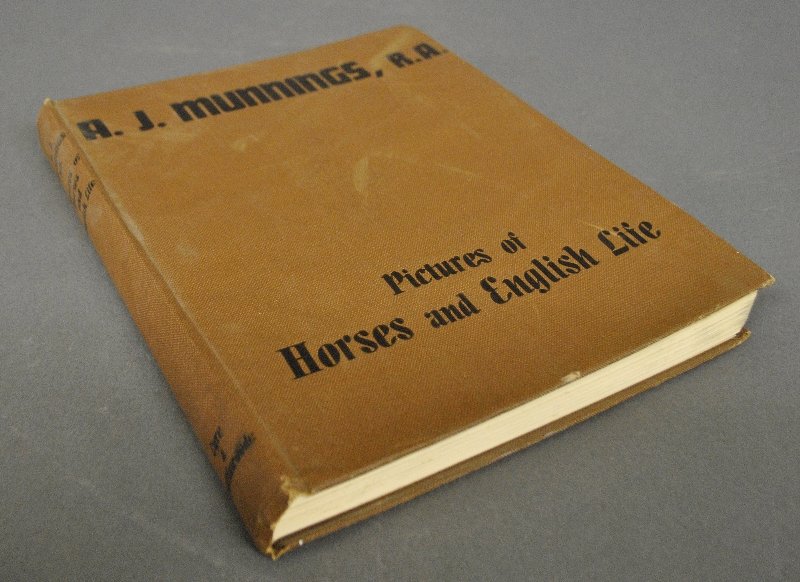 A. J. MUNNINGS, R.A.
Pictures of
Horses and English Life